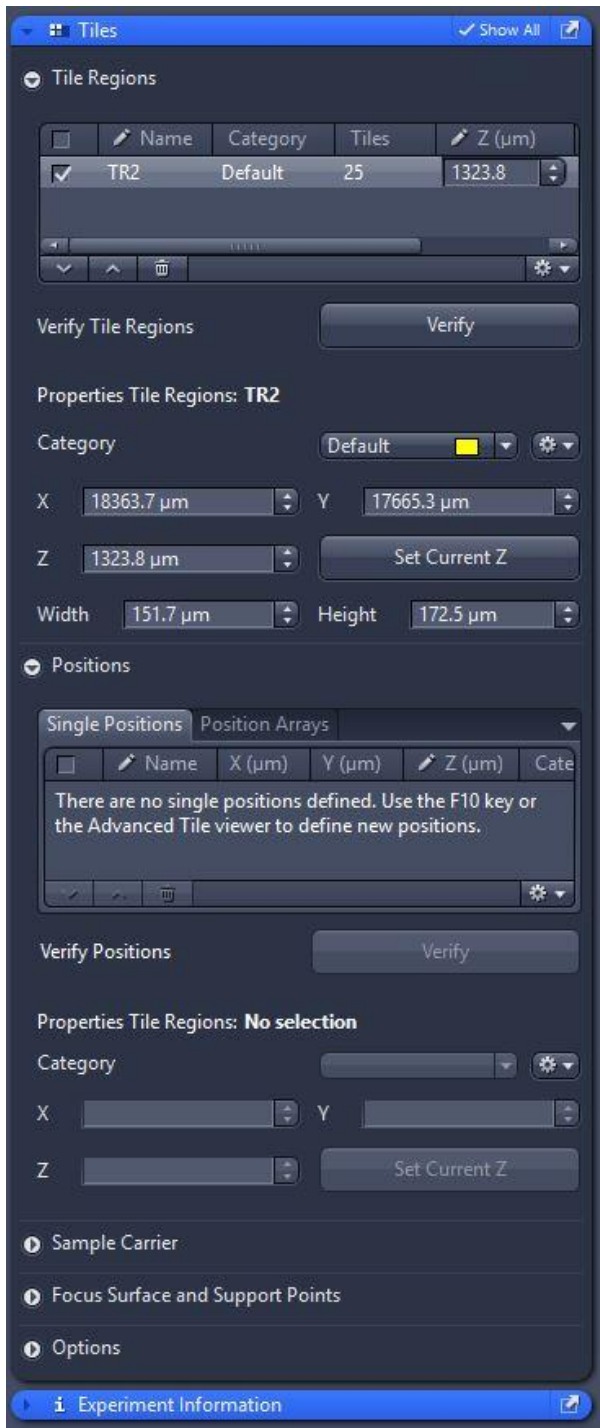 Tiles Show All
Tile Regions
Name Category Tiles Z (µm)
TR2 Default 25 1323.8
Verify Tile Regions Verify
Properties Tile Regions: TR2
Category Default
X 18363.7 µm Y 17665.3 µm
Z 1323.8 µm Set Current Z
Width 151.7 µm Height 172.5 µm
Positions
Single Positions Position Arrays
Name X (µm) Y (µm) Z (µm) Cate
There are no single positions defined. Use the F10 key or
the Advanced Tile viewer to define new positions.
Verify Positions Verify
Properties Tile Regions: No selection
Category
X Y
Z Set Current Z
Sample Carrier
Focus Surface and Support Points
Options
i Experiment Information